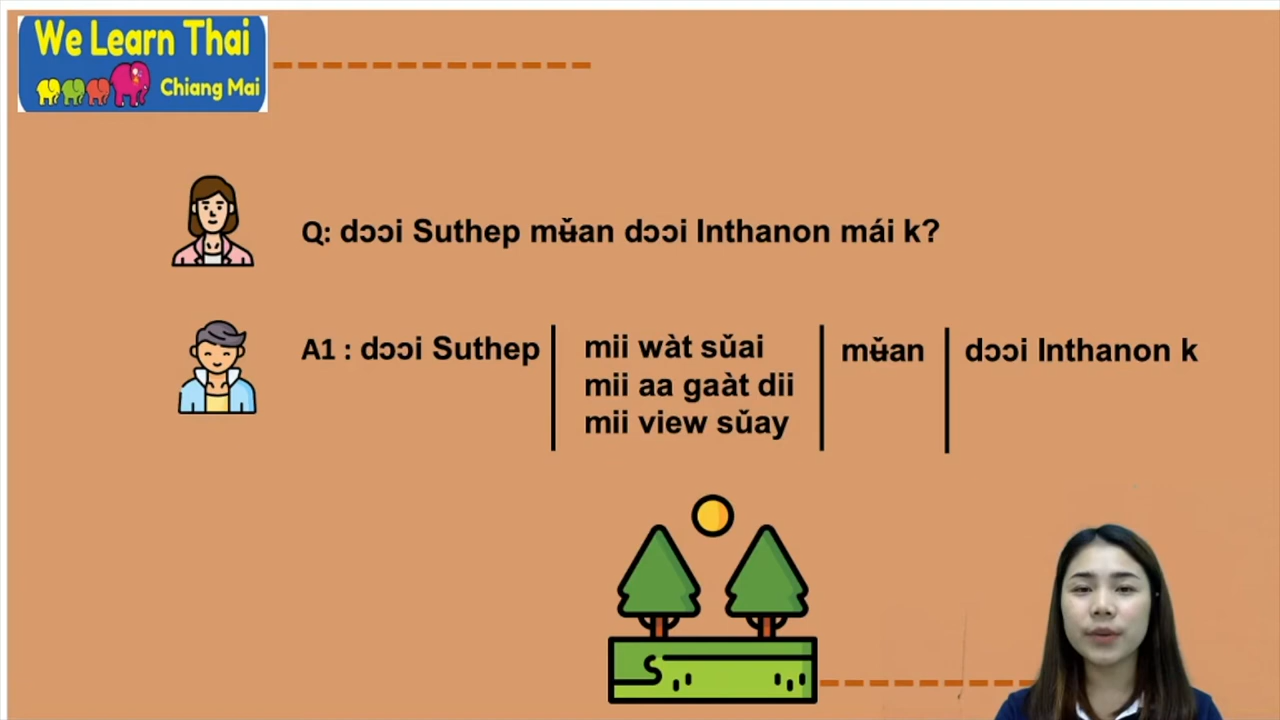 We Learn Thai
Chiang Mai
Q: dɔɔi Suthep mʉ̌an dɔɔi Inthanon mái k?
A1 : dɔɔi Suthep
mii wàt sǔai
mii aa gaàt dii
mii view sǔay
mʉ̌an
dɔɔi Inthanon k